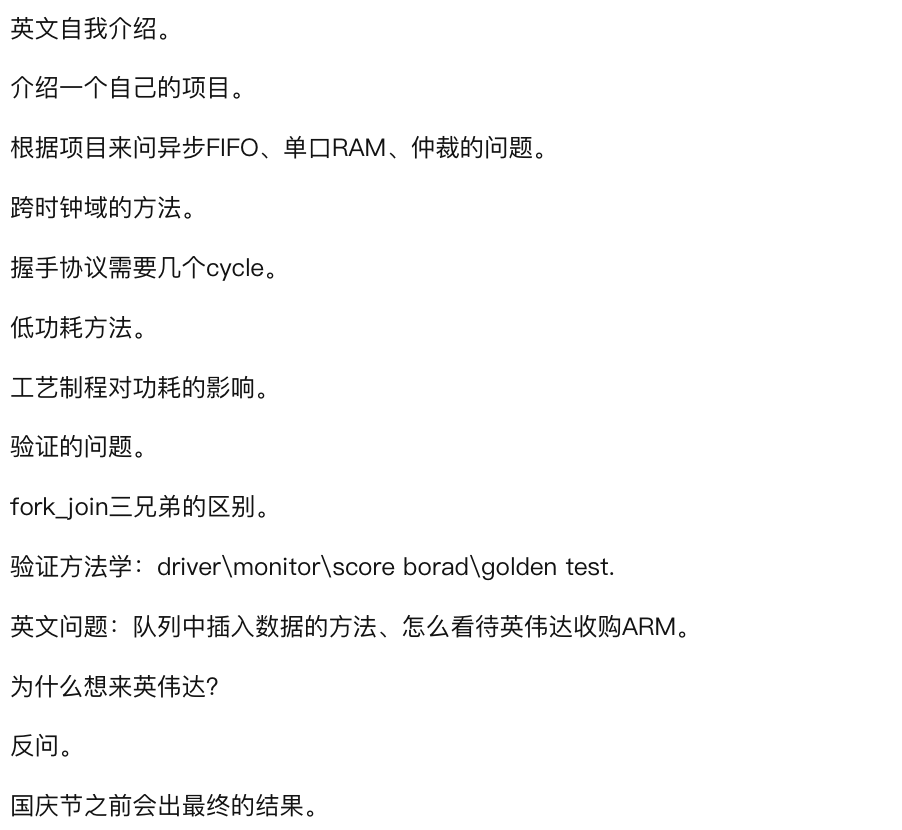 英文自我介绍。
介绍一个自己的项目。
根据项目来问异步FIFO、单口RAM、仲裁的问题。
跨时钟域的方法。
握手协议需要几个cycle。
低功耗方法。
工艺制程对功耗的影响。
验证的问题。
fork_join三兄弟的区别。
验证方法学：driver\monitor\score borad\golden test.
英文问题：队列中插入数据的方法、怎么看待英伟达收购ARM。
为什么想来英伟达？
反问。
国庆节之前会出最终的结果。